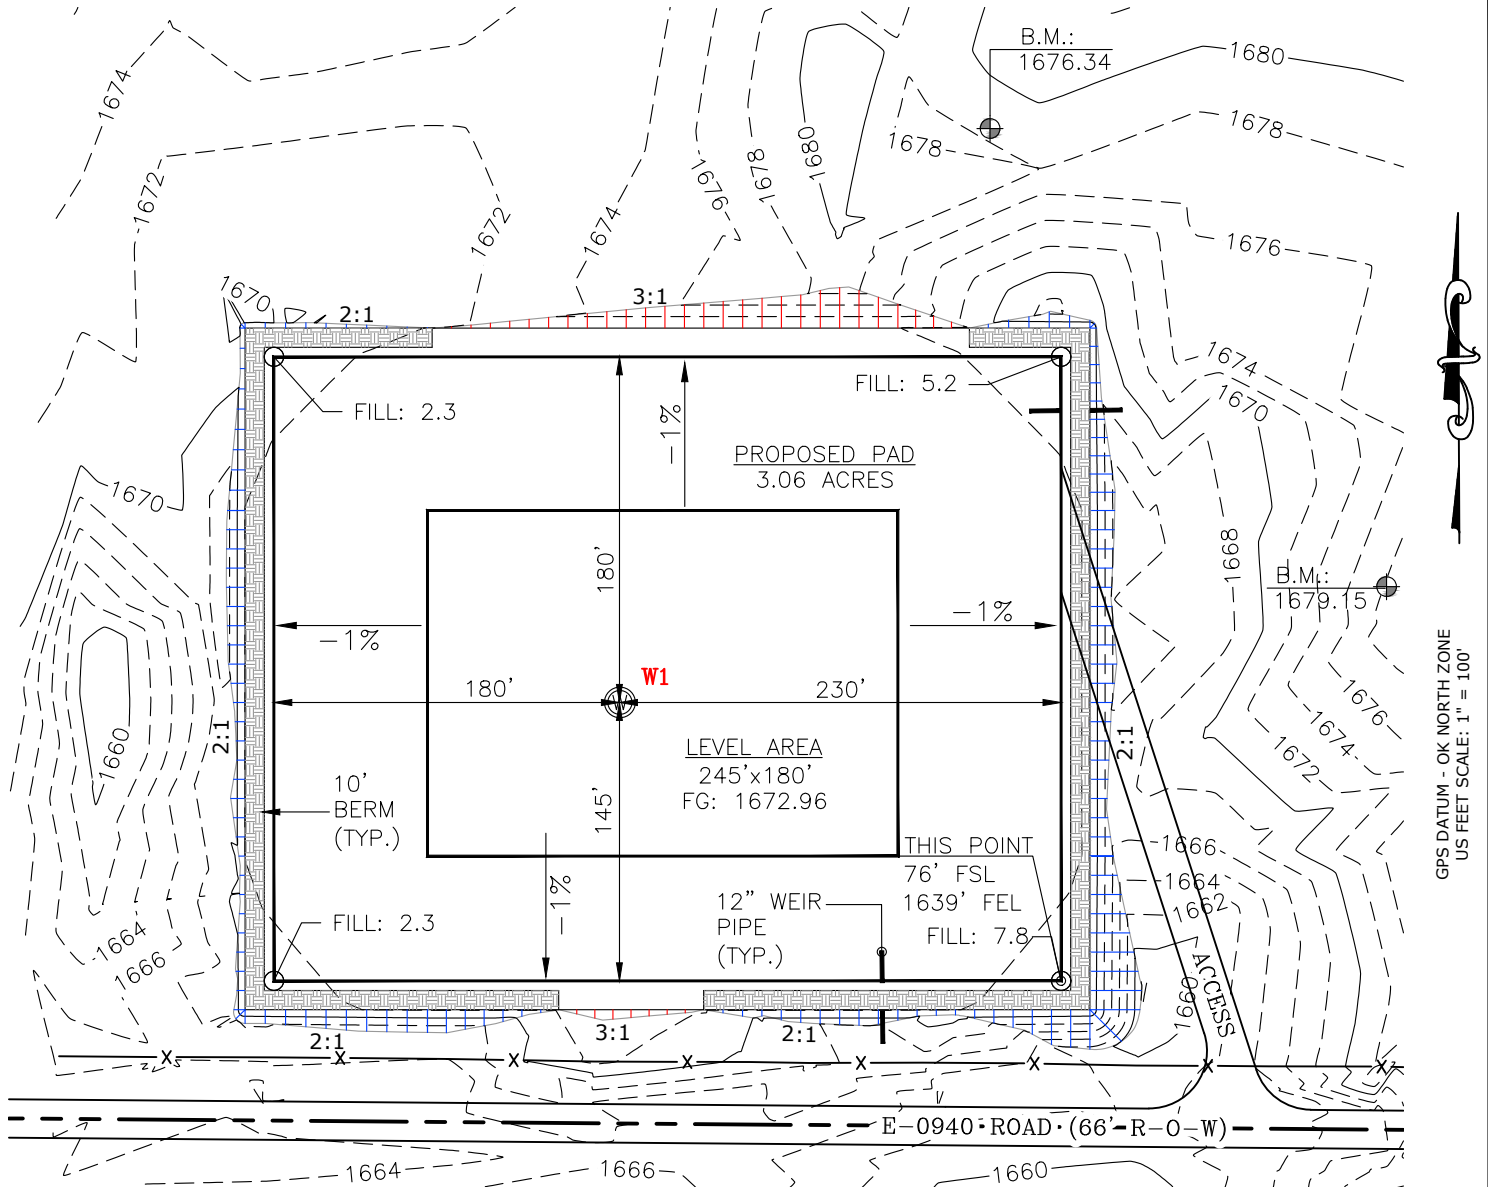 B.M.:
1676.34
1680
1674
1680
1678
1678
1678
1676
1672
1672
1674
1676
1670
2:1
3:1
1674
FILL: 5.2
1670
FILL: 2.3
-1%
PROPOSED PAD
3.06 ACRES
1670
180'
1668
B.M.:
1679.15
-1%
-1%
W1
W
180'
230'
1676
1674
1672
1660
2:1
2:1
LEVEL AREA
245'x180'
FG: 1672.96
10'
BERM
(TYP.)
145'
THIS POINT
76' FSL
1639' FEL
FILL: 7.8
1666
1664
1662
-1%
12" WEIR
PIPE
(TYP.)
FILL: 2.3
1664
1666
1660
ACCESS
2:1
3:1
2:1
X X X X X X X X
E-0940 ROAD (66' R-O-W)
1664
1666
1660
GPS DATUM - OK NORTH ZONE
US FEET SCALE: 1" = 100'